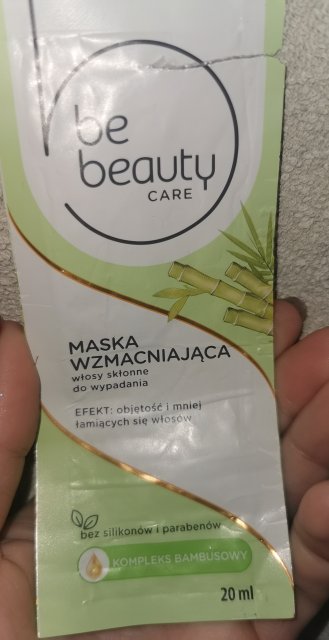 be
beauty
CARE
MASKA
WZMACNIAJĄCA
włosy skłonne
do wypadania
EFEKT: objętość i mniej
łamiących się włosów
bez silikonów i parabenów
KOMPLEKS BAMBUSOWY
20 ml